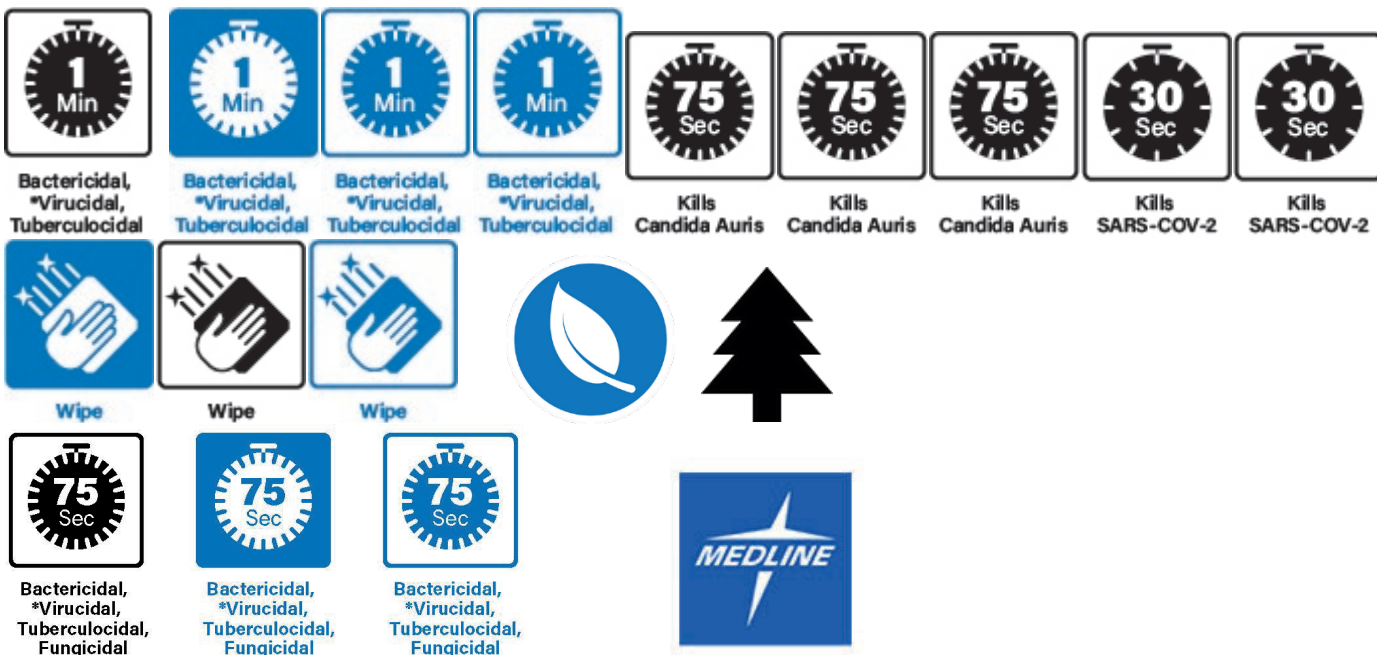 1
Min
Bactericidal,
*Virucidal,
Tuberculocidal
1
Min
Bactericidal,
*Virucidal,
Tuberculocidal
1
Min
Bactericidal,
*Virucidal,
Tuberculocidal
1
Min
Bactericidal,
*Virucidal,
Tuberculocidal
75
Sec
Kills
Candida Auris
75
Sec
Kills
Candida Auris
75
Sec
Kills
Candida Auris
30
Sec
Kills
SARS-COV-2
30
Sec
Kills
SARS-COV-2
Wipe
Wipe
Wipe
75
Sec
Bactericidal,
*Virucidal,
Tuberculocidal,
Fungicidal
75
Sec
Bactericidal,
*Virucidal,
Tuberculocidal,
Fungicidal
75
Sec
Bactericidal,
*Virucidal,
Tuberculocidal,
Fungicidal
MEDLINE